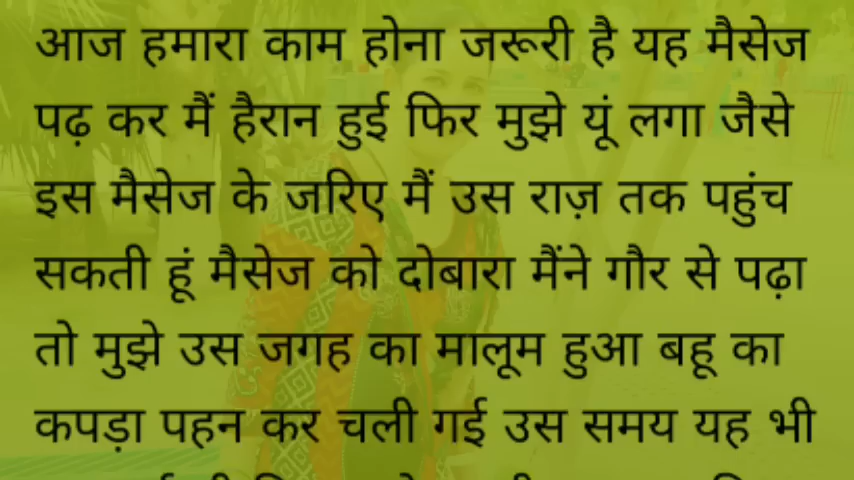 आज हमारा काम होना जरूरी है यह मैसेज
पढ़ कर मैं हैरान हुई फिर मुझे यूं लगा जैसे
इस मैसेज के जरिए मैं उस राज़ तक पहुंच
सकती हूं मैसेज को दोबारा मैंने गौर से पढ़ा
तो मुझे उस जगह का मालूम हुआ बहू का
कपड़ा पहन कर चली गई उस समय यह भी